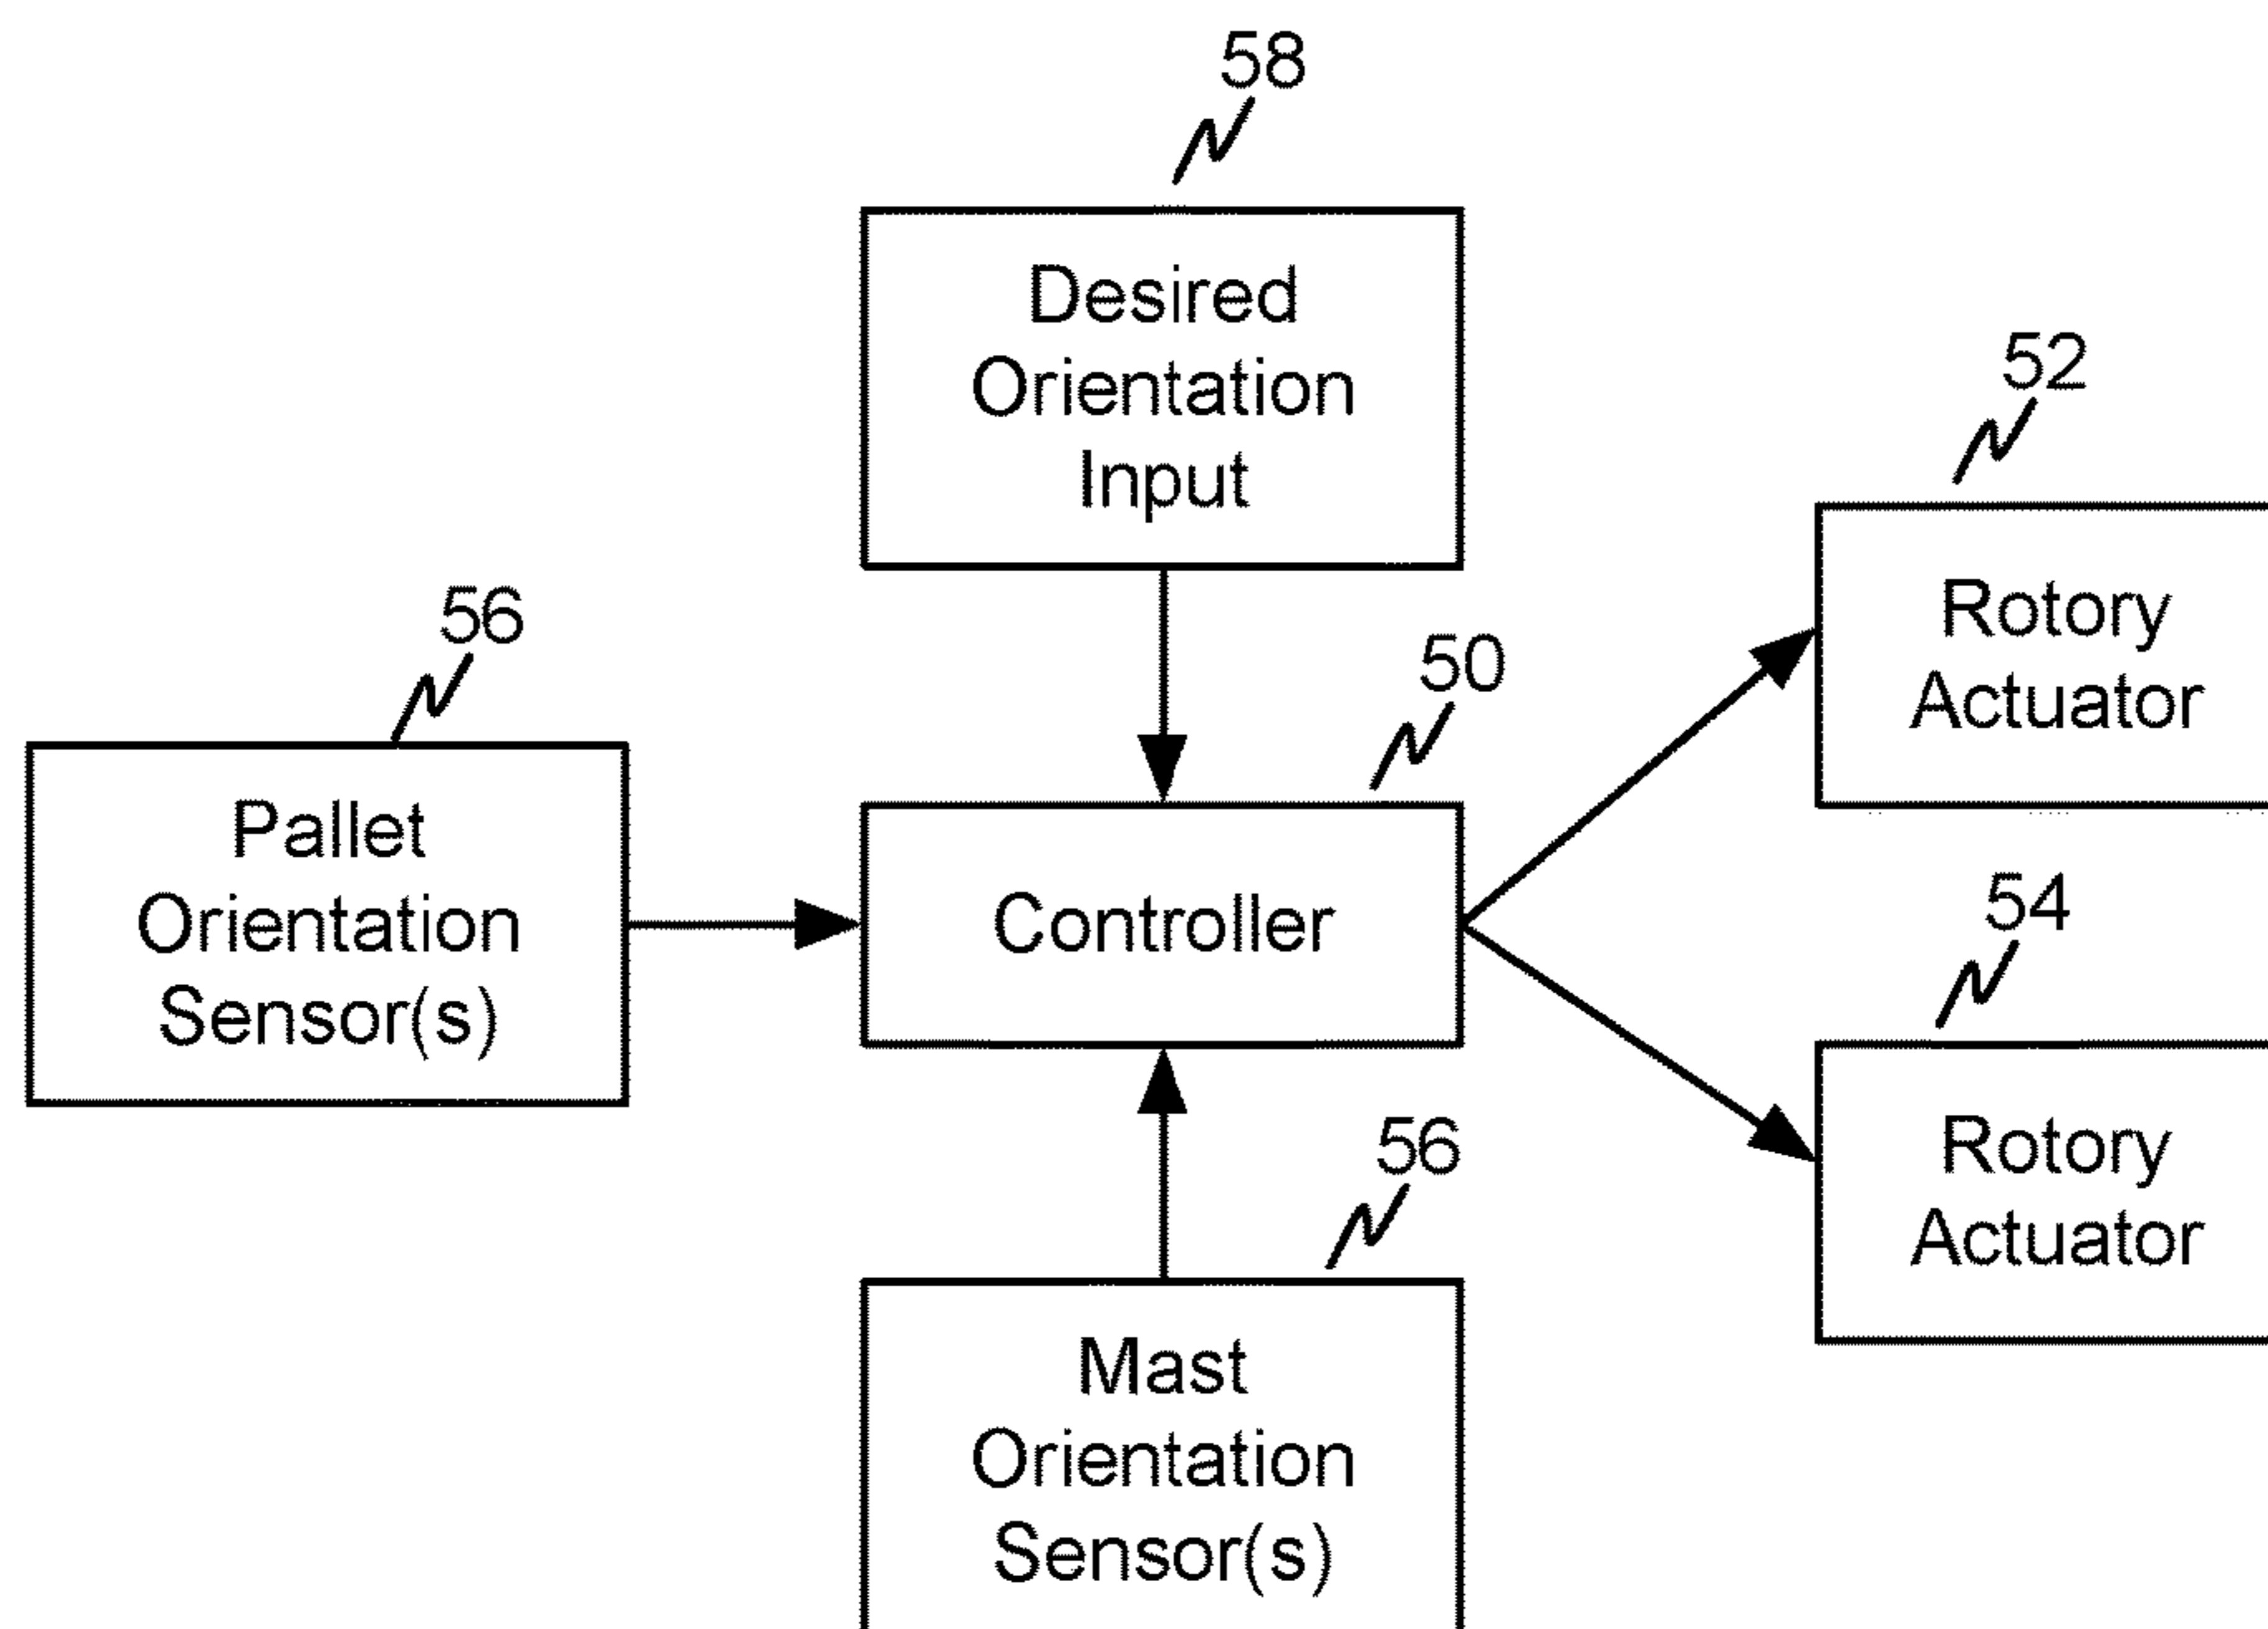 58
Desired
Orientation
Input
52
Rotory
Actuator
56
Pallet
Orientation
Sensor(s)
50
Controller
54
Rotory
Actuator
56
Mast
Orientation
Sensor(s)